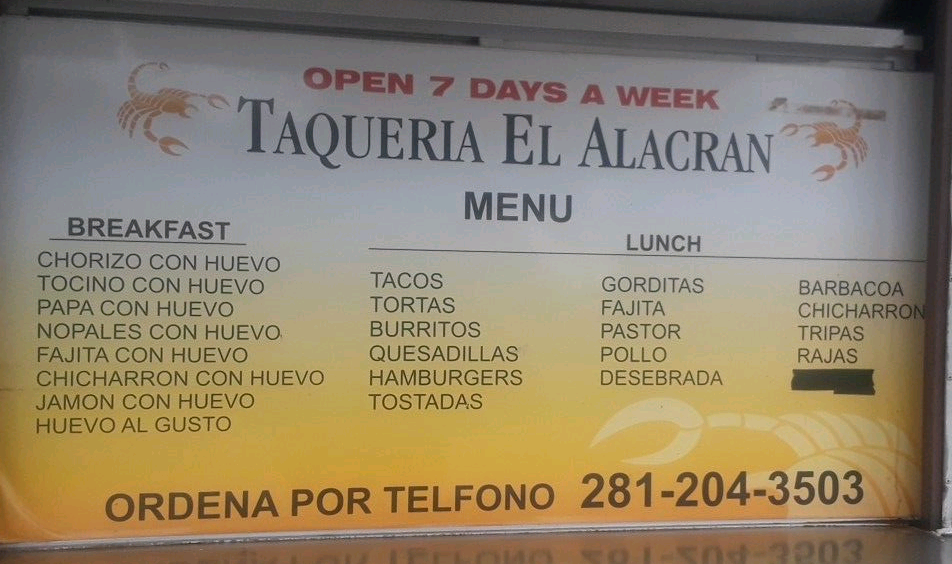 OPEN 7 DAYS A WEEK
TAQUERIA EL ALACRAN
MENU
BREAKFAST
CHORIZO CON HUEVO
TOCINO CON HUEVO
PAPA CON HUEVO
NOPALES CON HUEVO
FAJITA CON HUEVO
CHICHARRON CON HUEVO
JAMON CON HUEVO
HUEVO AL GUSTO
LUNCH
TACOS
TORTAS
BURRITOS
QUESADILLAS
HAMBURGERS
TOSTADAS
GORDITAS
FAJITA
PASTOR
POLLO
DESEBRADA
BARBACOA
CHICHARRON
TRIPAS
RAJAS
ORDENA POR TELFONO 281-204-3503